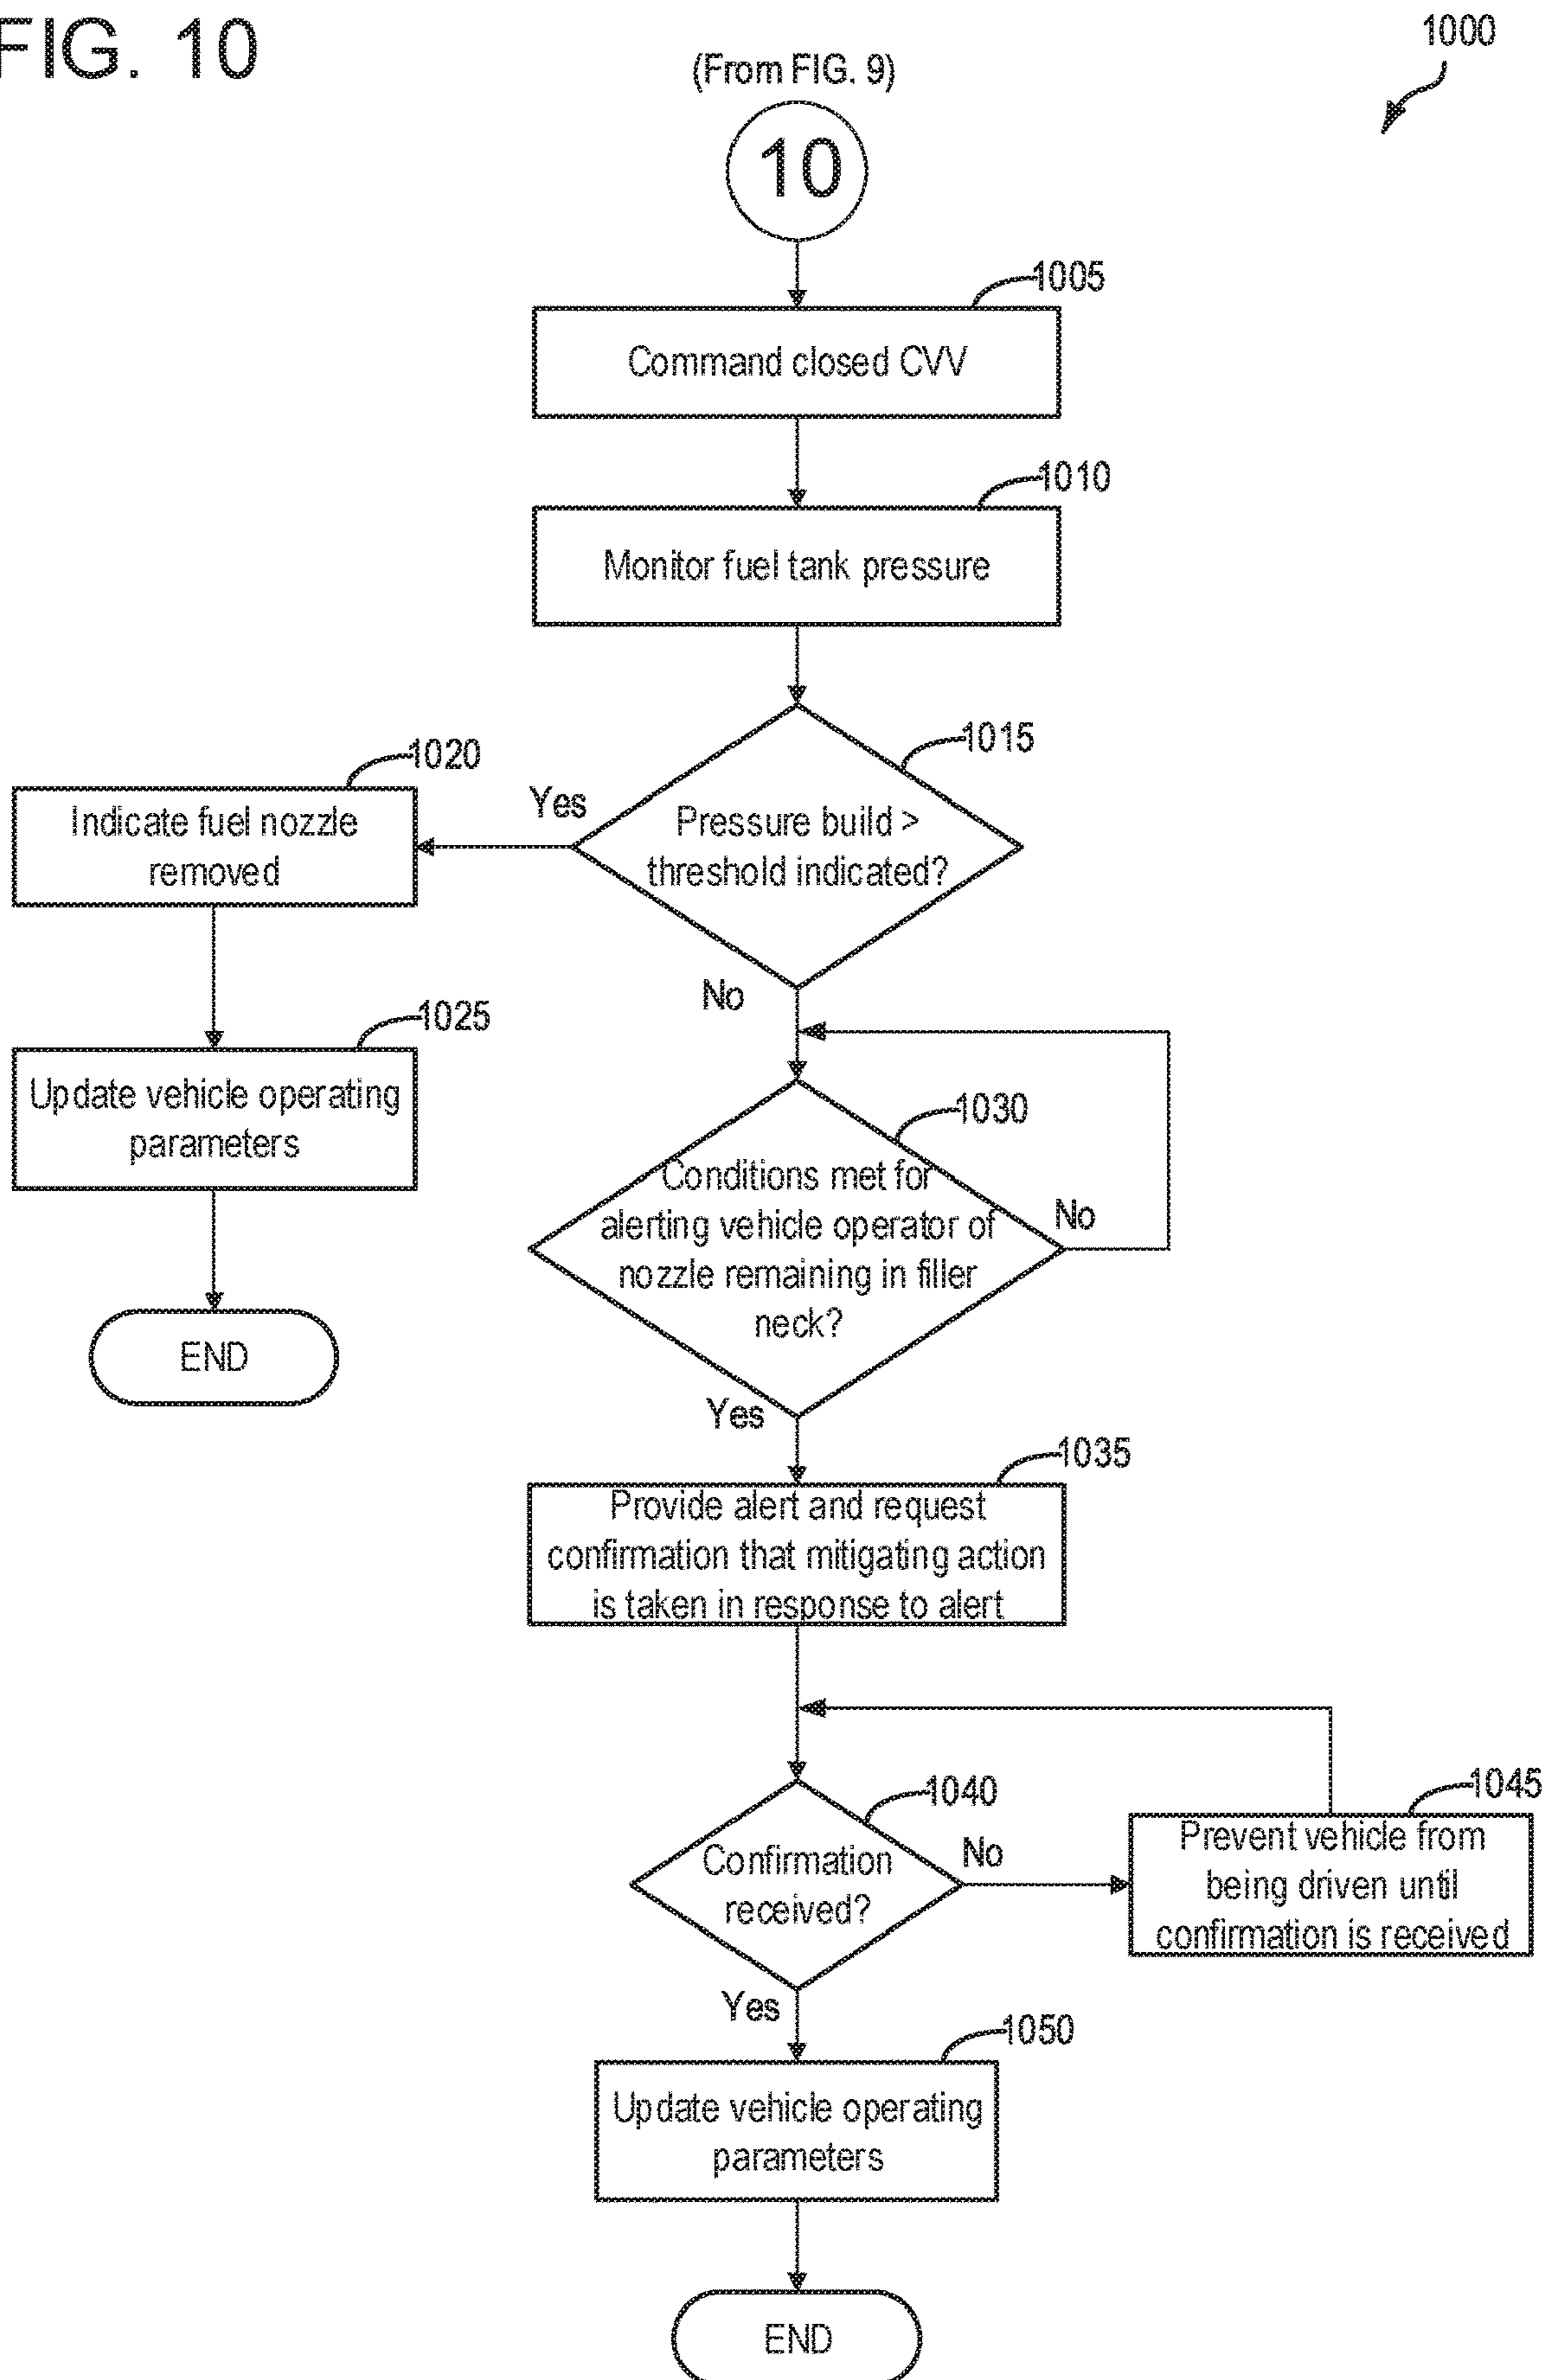 FIG. 10
1000
(From FIG. 9)
10
1005
Command closed CVV
1010
Monitor fuel tank pressure
1015
Pressure build >
threshold indicated?
Yes
No
1020
Indicate fuel nozzle
removed
1025
Update vehicle operating
parameters
END
1030
Conditions met for
alerting vehicle operator of
nozzle remaining in filler
neck?
No
Yes
1035
Provide alert and request
confirmation that mitigating action
is taken in response to alert
1040
Confirmation
received?
No
1045
Prevent vehicle from
being driven until
confirmation is received
Yes
1050
Update vehicle operating
parameters
END